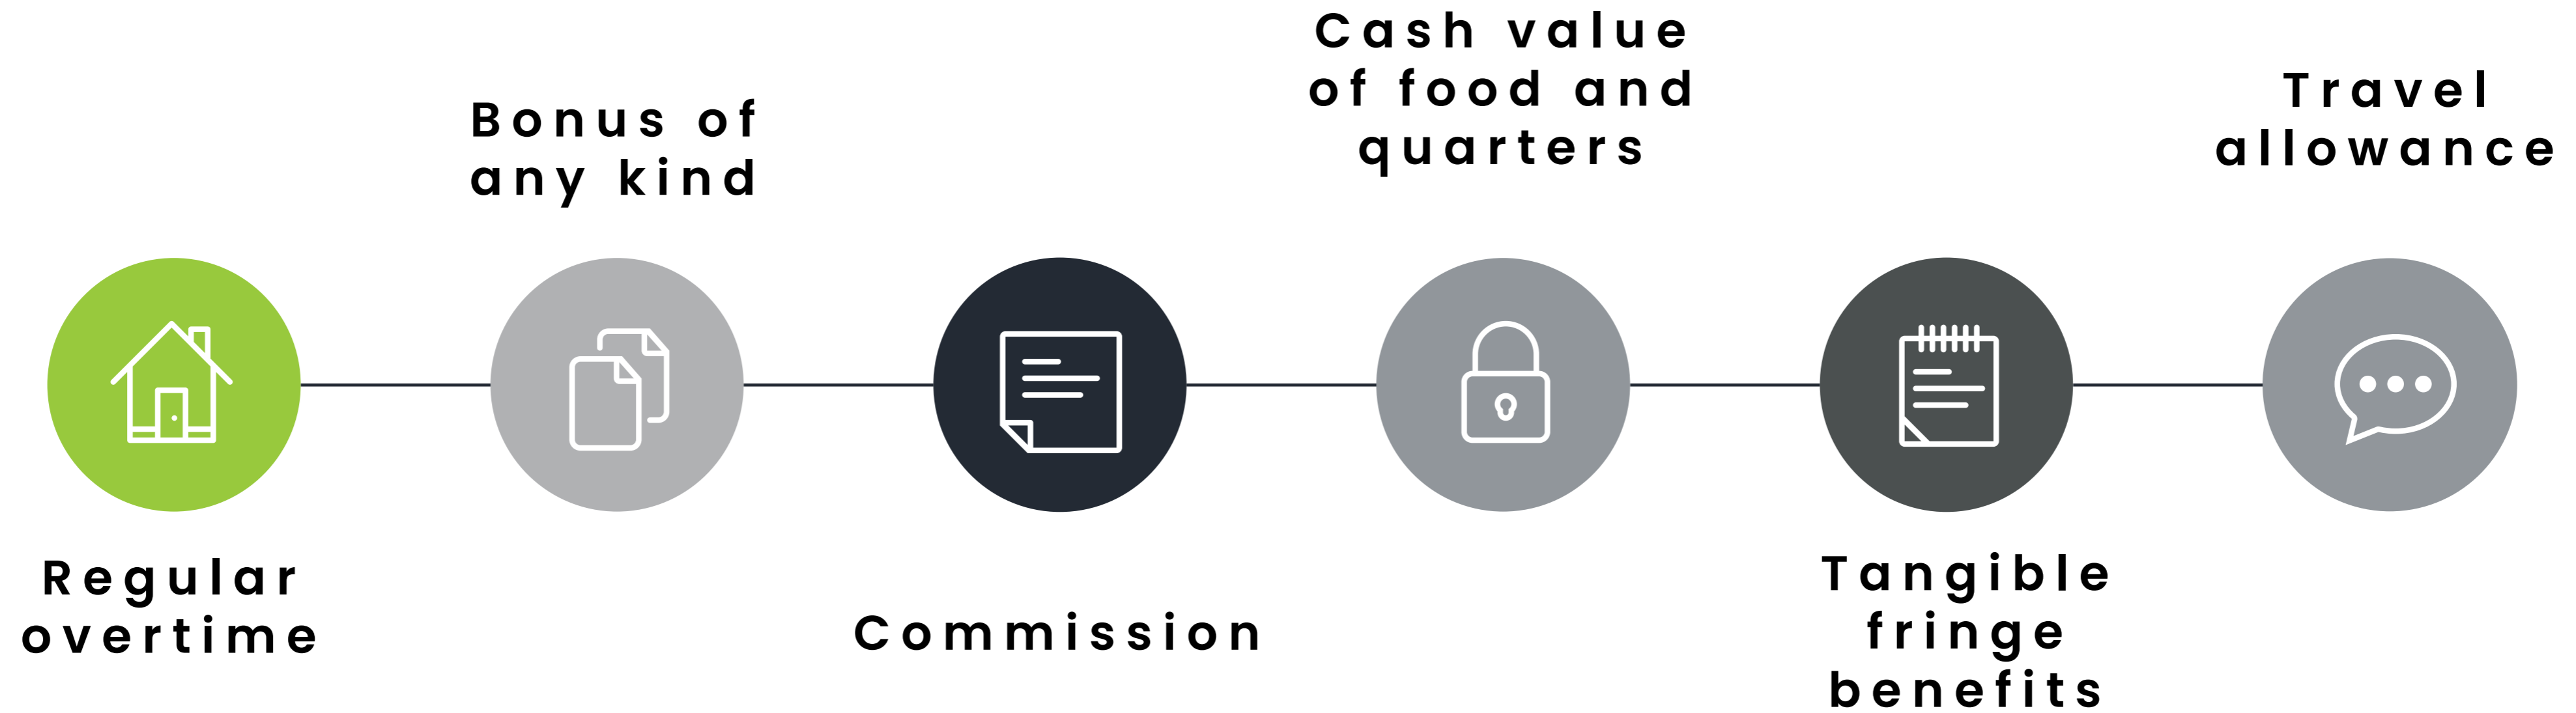 Regular
overtime
Bonus of
any kind
Commission
Cash value
of food and
quarters
Tangible
fringe
benefits
Travel
allowance